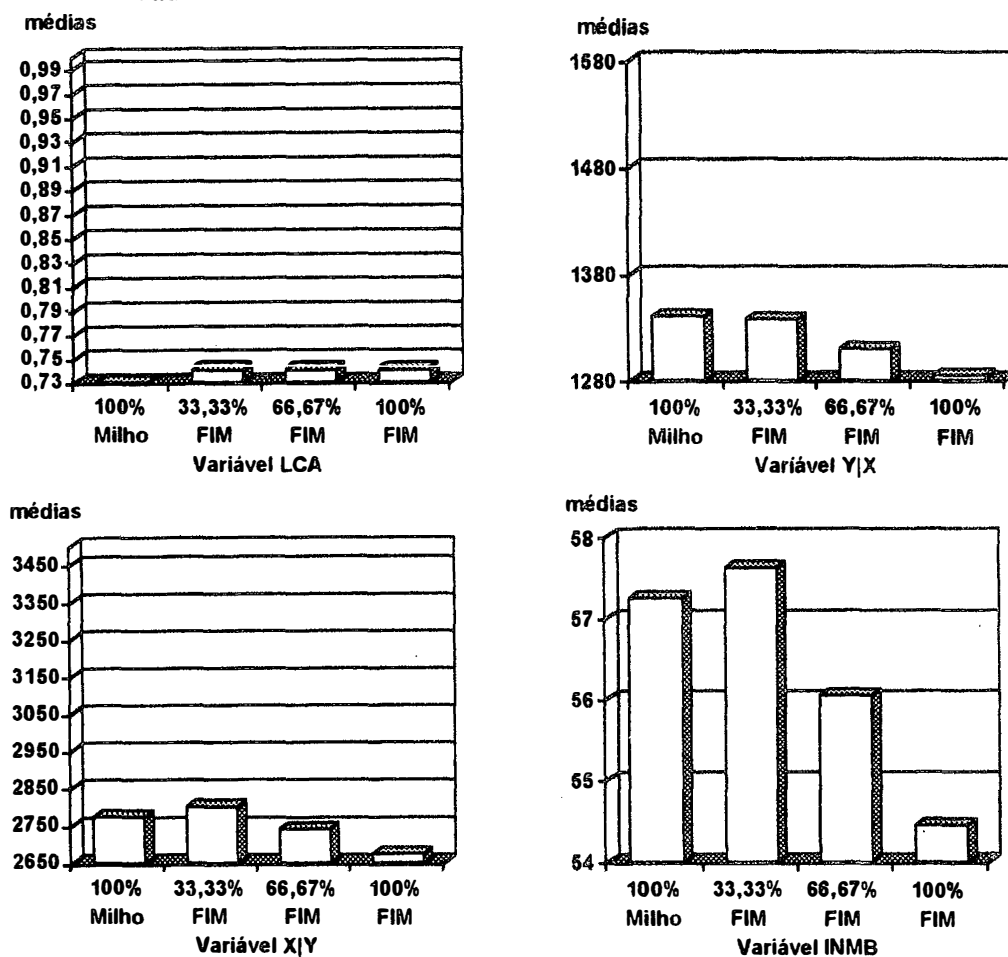 médias
0,99
0,97
0,95
0,93
0,91
0,89
0,87
0,85
0,83
0,81
0,79
0,77
0,75
0,73
100% 33,33% 66,67% 100%
Milho FIM FIM FIM
Variável LCA
médias
1580
1480
1380
1280
100% 33,33% 66,67% 100%
Milho FIM FIM FIM
Variável Y|X
médias
3450
3350
3250
3150
3050
2950
2850
2750
2650
100% 33,33% 66,67% 100%
Milho FIM FIM FIM
Variável X|Y
médias
58
57
56
55
54
100% 33,33% 66,67% 100%
Milho FIM FIM FIM
Variável INMB